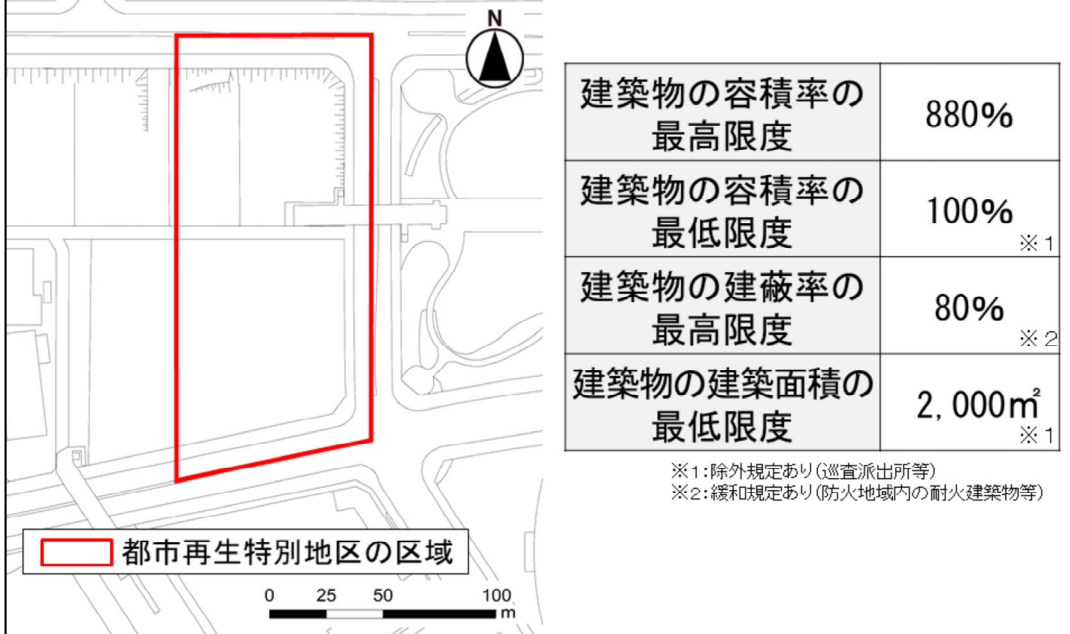 N
都市再生特別地区の区域
0 25 50 100
m
建築物の容積率の
最高限度
880%
建築物の容積率の
最低限度
100%
※1
建築物の建蔽率の
最高限度
80%
※2
建築物の建築面積の
最低限度
2,000㎡
※1
※1:除外規定あり(巡査派出所等)
※2:緩和規定あり(防火地域内の耐火建築物等)